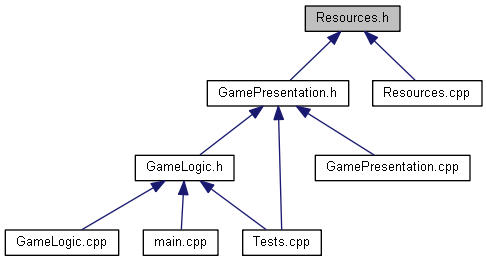 Resources.h
GamePresentation.h
Resources.cpp
GameLogic.h
GamePresentation.cpp
GameLogic.cpp
main.cpp
Tests.cpp